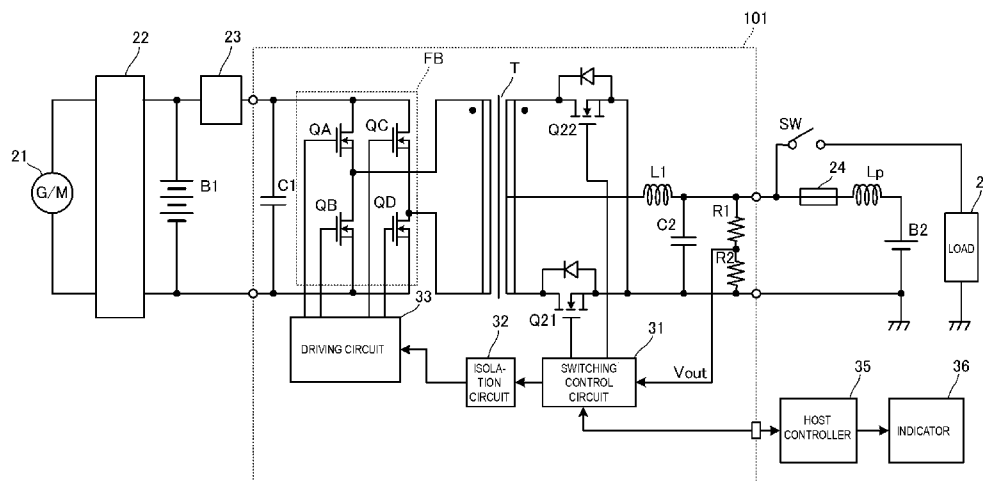 101
22
23
FB
T
QA
QC
Q22
SW
21
G/M
B1
C1
L1
24
Lp
R1
2
QB
QD
C2
R2
B2
LOAD
33
Q21
32
31
DRIVING CIRCUIT
ISOLA-
TION
CIRCUIT
SWITCHING
CONTROL
CIRCUIT
Vout
35
36
HOST
CONTROLLER
INDICATOR